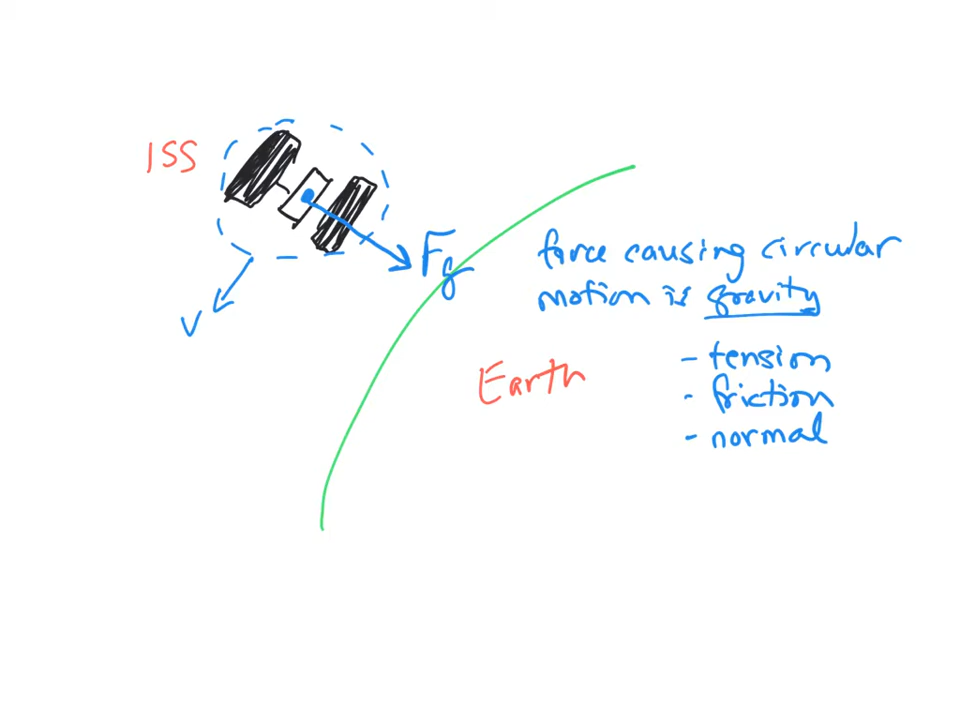 ISS
Fg
V
force causing circular
motion is gravity
Earth
- tension
- friction
- normal